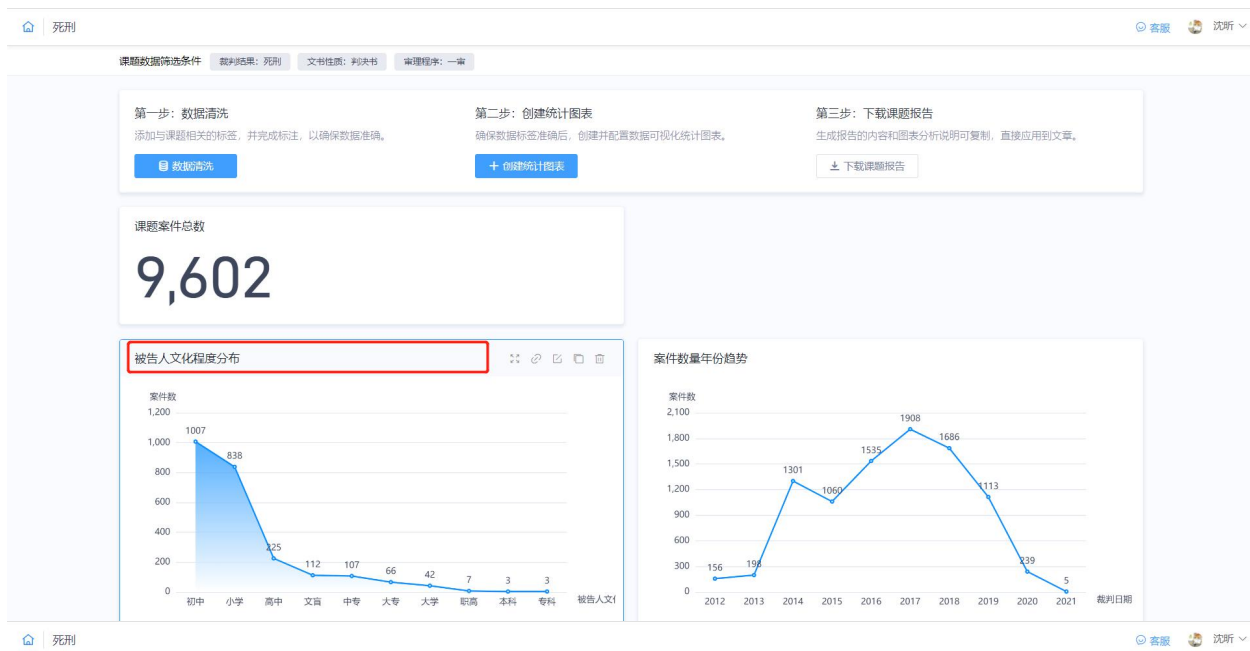 死刑
客服
沈昕
课题数据筛选条件 裁判结果：死刑 文书性质：判决书 审理程序：一审
第一步：数据清洗
添加与课题相关的标签，并完成标注，以确保数据准确。
数据清洗
第二步：创建统计图表
确保数据标签准确后，创建并配置数据可视化统计图表。
创建统计图表
第三步：下载课题报告
生成报告的内容和图表分析说明可复制，直接应用到文章。
下载课题报告
课题案件总数
9,602
被告人文化程度分布
案件数
1,200
1,000
800
600
400
200
0
1007
838
225
112
107
66
42
7
3
3
初中 小学 高中 文盲 中专 大专 大学 职高 本科 专科
被告人文化
案件数量年份趋势
案件数
2,100
1,800
1,500
1,200
900
600
300
0
156
198
1301
1060
1535
1908
1686
1113
239
5
2012 2013 2014 2015 2016 2017 2018 2019 2020 2021
裁判日期
死刑
客服
沈昕